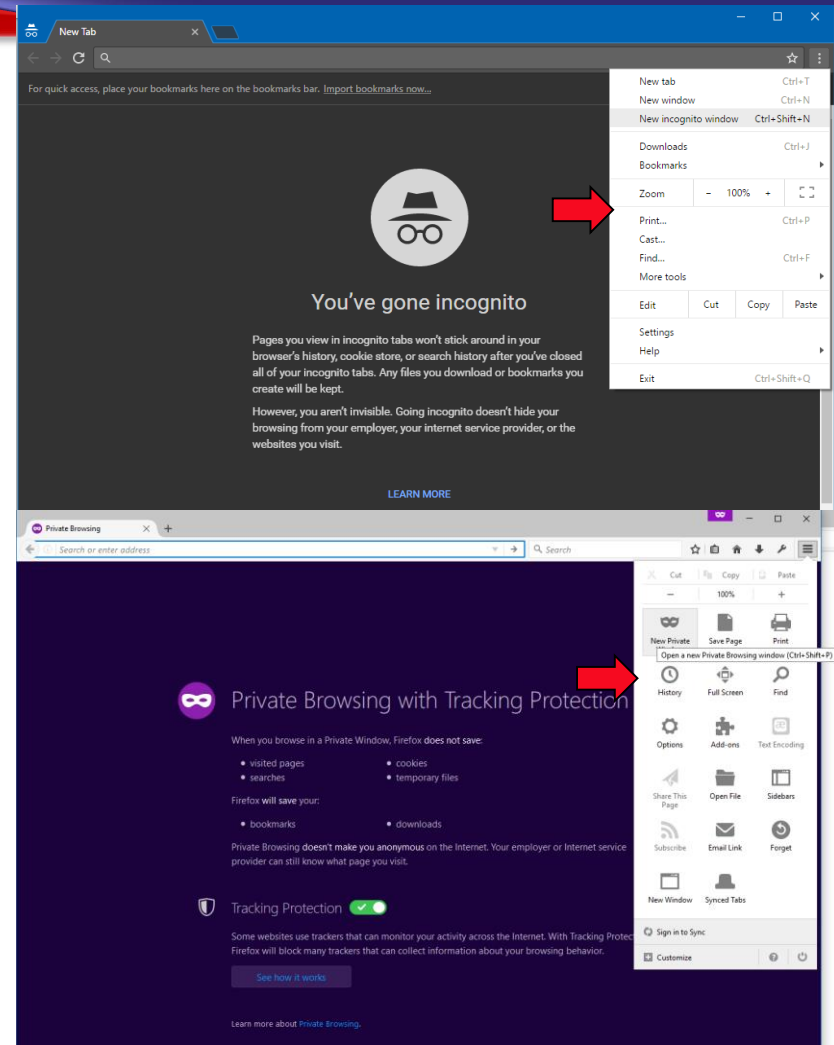 New Tab
For quick access, place your bookmarks here on the bookmarks bar. Import bookmarks now...
New tab Ctrl+T
New window Ctrl+N
New incognito window Ctrl+Shift+N
Downloads Ctrl+J
Bookmarks
Zoom - 100% +
Print... Ctrl+P
Cast...
Find... Ctrl+F
More tools
Edit Cut Copy Paste
Settings
Help
Exit Ctrl+Shift+Q
You've gone incognito
Pages you view in incognito tabs won't stick around in your
browser's history, cookie store, or search history after you've closed
all of your incognito tabs. Any files you download or bookmarks you
create will be kept.
However, you aren't invisible. Going incognito doesn't hide your
browsing from your employer, your internet service provider, or the
websites you visit.
LEARN MORE
Private Browsing
Search or enter address
Search
Cut Copy Paste
- 100% +
New Private Save Page Print
Open a new Private Browsing window (Ctrl+Shift+P)
History Full Screen Find
Options Add-ons Text Encoding
Share This Open File Sidebars
Page
Subscribe Email Link Forget
New Window Synced Tabs
Sign in to Sync
Customize
Private Browsing with Tracking Protection
When you browse in a Private Window, Firefox does not save:
• visited pages • cookies
• searches • temporary files
Firefox will save your:
• bookmarks • downloads
Private Browsing doesn't make you anonymous on the Internet. Your employer or Internet service
provider can still know what page you visit.
Tracking Protection
Some websites use trackers that can monitor your activity across the Internet. With Tracking Protec
Firefox will block many trackers that can collect information about your browsing behavior.
See how it works
Learn more about Private Browsing.